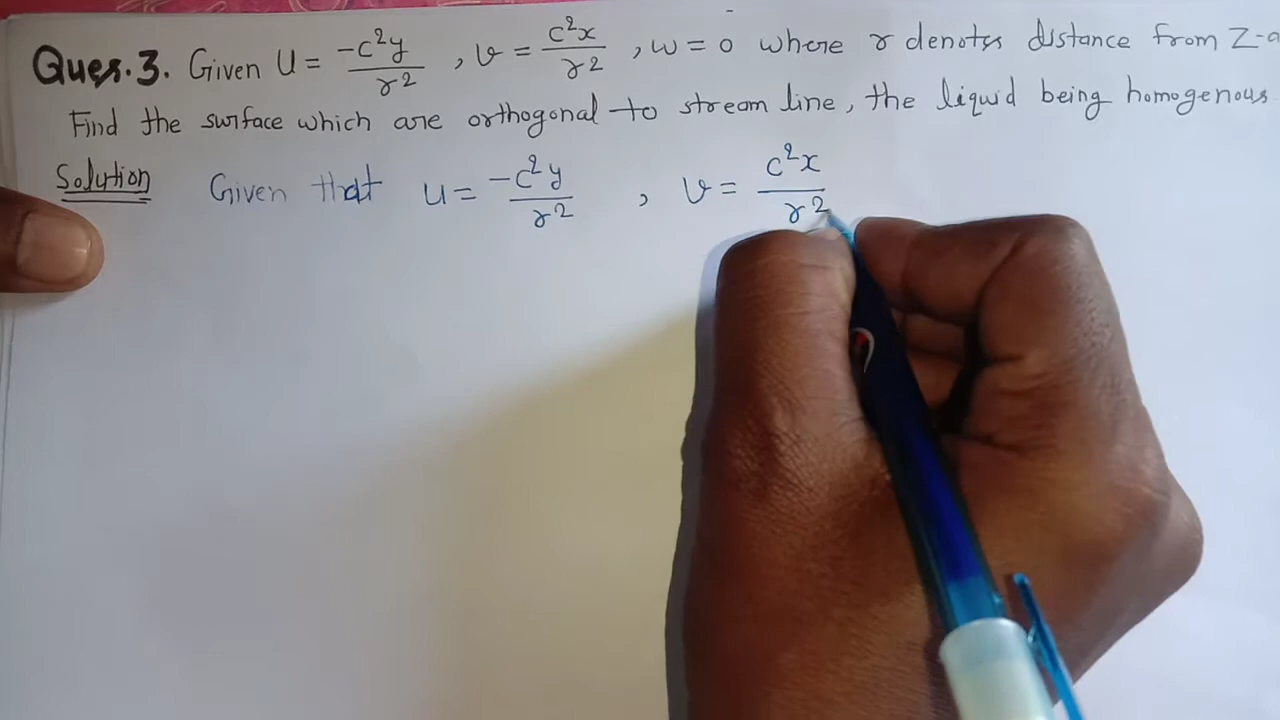 Ques.3. Given U = -c²y/r² , v = c²x/r² , w = 0 where r denotes distance from Z-a
Find the surface which are orthogonal to stream line, the liquid being homogenous.
Solution Given that u = -c²y/r² , v = c²x/r²